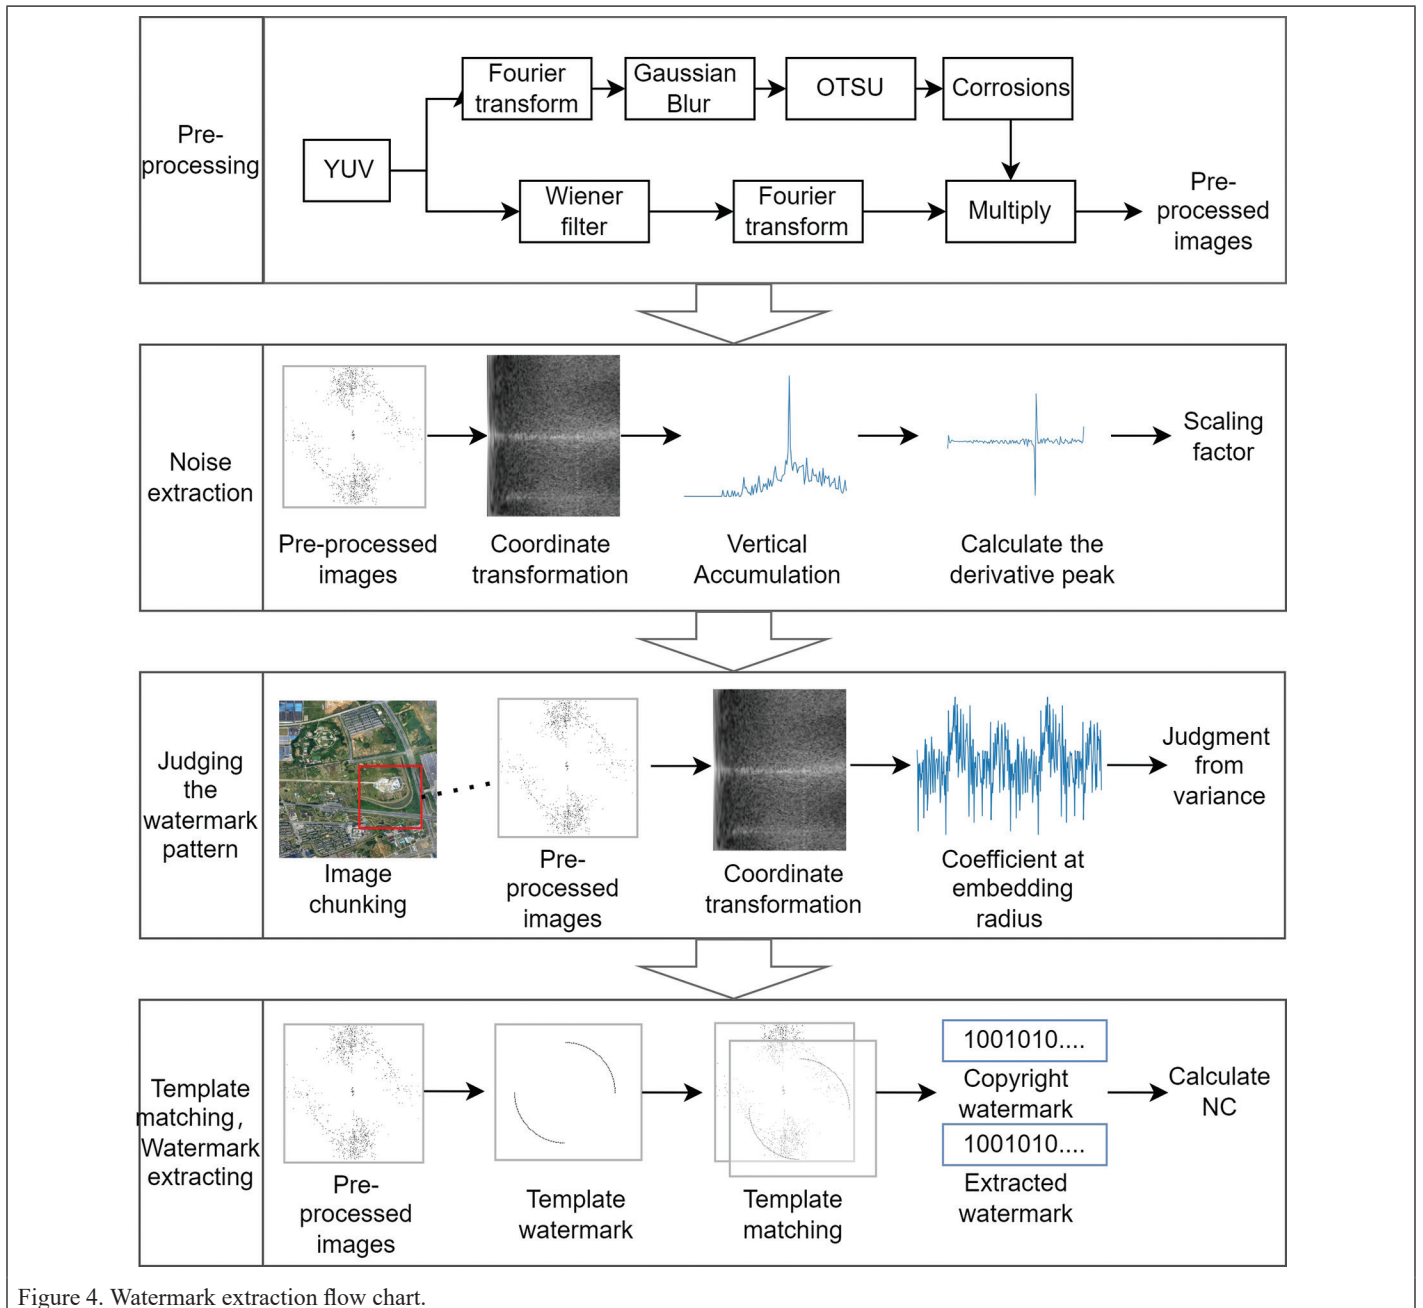 Pre-
processing
YUV
Fourier
transform
Gaussian
Blur
OTSU
Corrosions
Wiener
filter
Fourier
transform
Multiply
Pre-
processed
images
Noise
extraction
Pre-processed
images
Coordinate
transformation
Vertical
Accumulation
Calculate the
derivative peak
Scaling
factor
Judging
the
watermark
pattern
Image
chunking
Pre-
processed
images
Coordinate
transformation
Coefficient at
embedding
radius
Judgment
from
variance
Template
matching,
Watermark
extracting
Pre-
processed
images
Template
watermark
Template
matching
1001010....
Copyright
watermark
1001010....
Extracted
watermark
Calculate
NC
Figure 4. Watermark extraction flow chart.